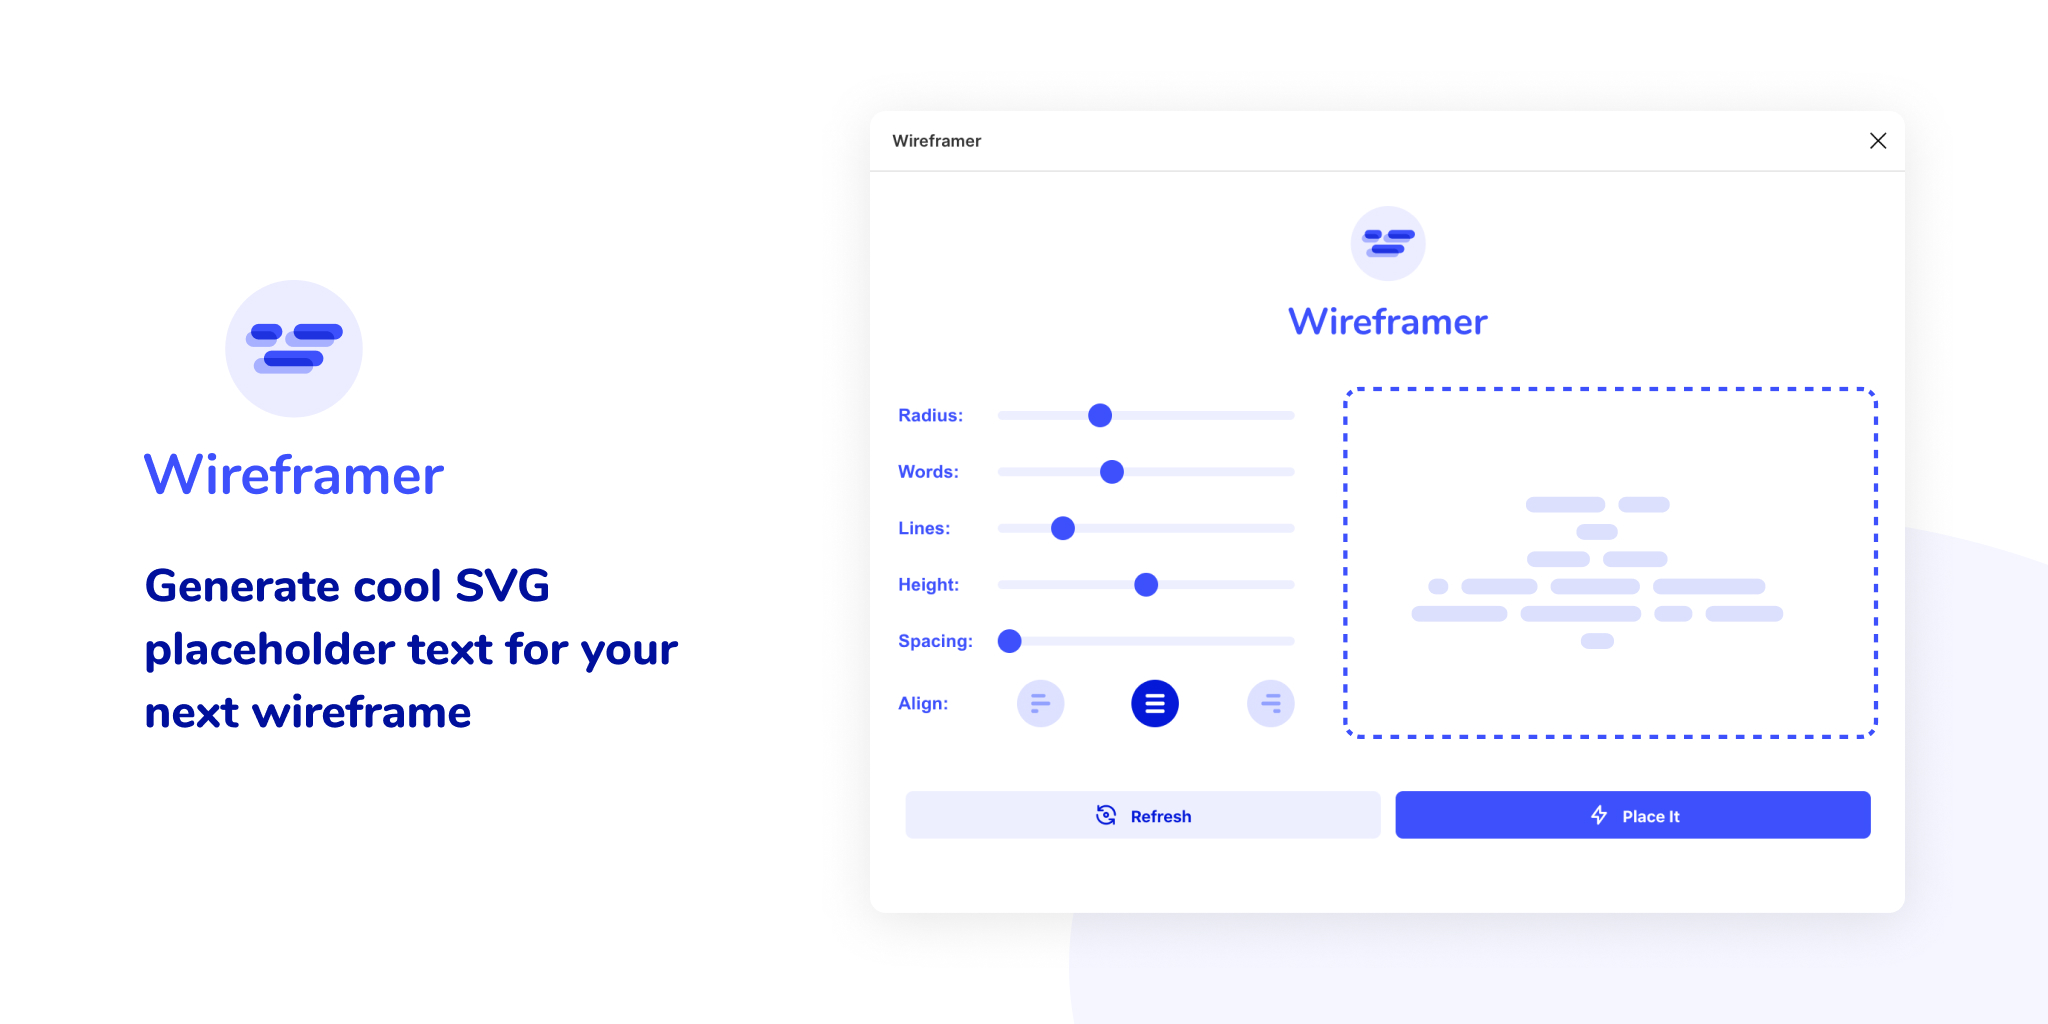 Wireframer
Generate cool SVG
placeholder text for your
next wireframe
Wireframer
Wireframer
Radius:
Words:
Lines:
Height:
Spacing:
Align:
Refresh
Place It